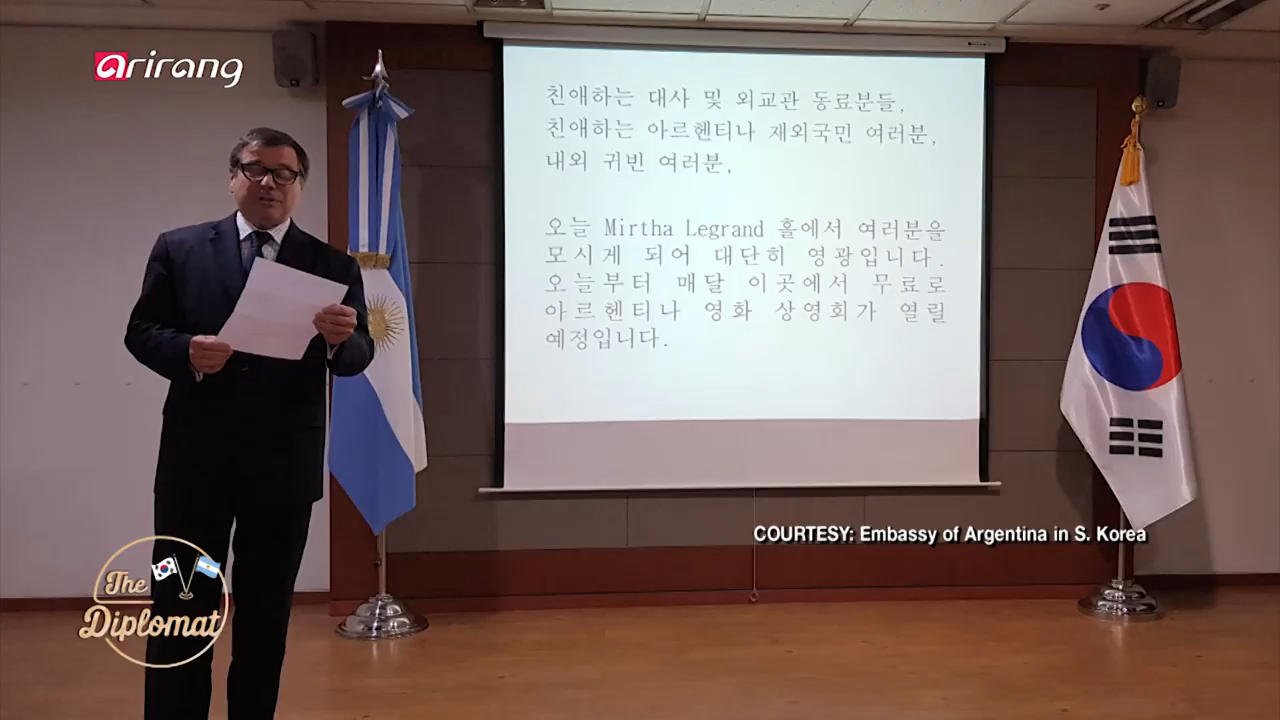 arirang
친애하는 대사 및 외교관 동료분들,
친애하는 아르헨티나 재외국민 여러분,
내외 귀빈 여러분,
오늘 Mirtha Legrand 홀에서 여러분을
모시게 되어 대단히 영광입니다.
오늘부터 매달 이곳에서 무료로
아르헨티나 영화 상영회가 열릴
예정입니다.
COURTESY: Embassy of Argentina in S. Korea
The
Diplomat